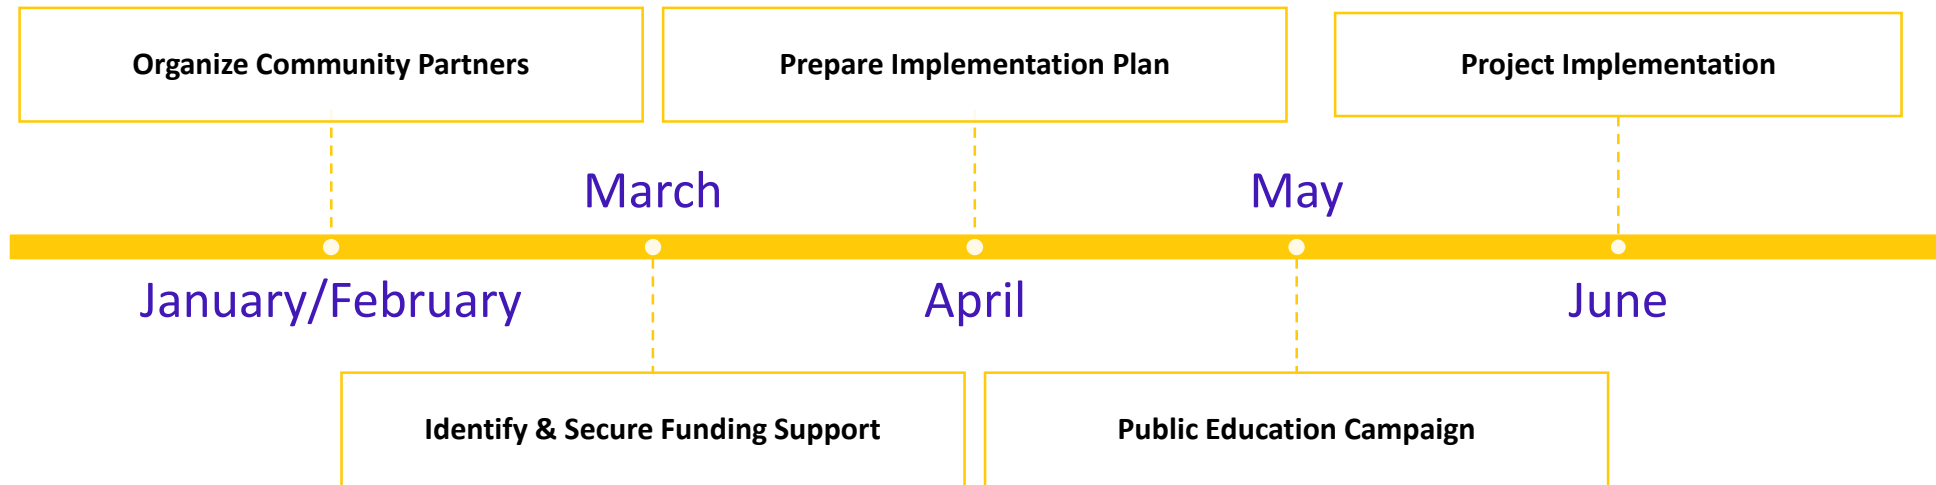 Organize Community Partners
Prepare Implementation Plan
Project Implementation
March
May
January/February
April
June
Identify & Secure Funding Support
Public Education Campaign